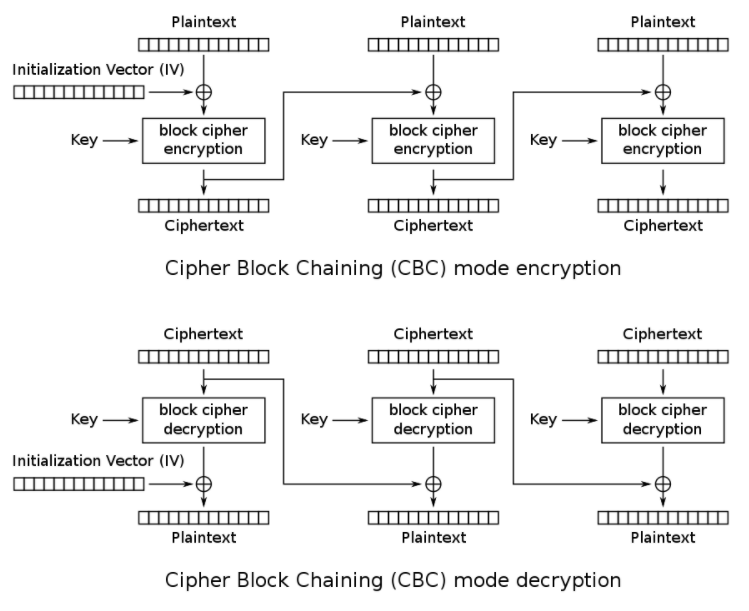 Plaintext Plaintext Plaintext
Initialization Vector (IV)
Key block cipher encryption Key block cipher encryption Key block cipher encryption
Ciphertext Ciphertext Ciphertext
Cipher Block Chaining (CBC) mode encryption
Ciphertext Ciphertext Ciphertext
Key block cipher decryption Key block cipher decryption Key block cipher decryption
Initialization Vector (IV)
Plaintext Plaintext Plaintext
Cipher Block Chaining (CBC) mode decryption